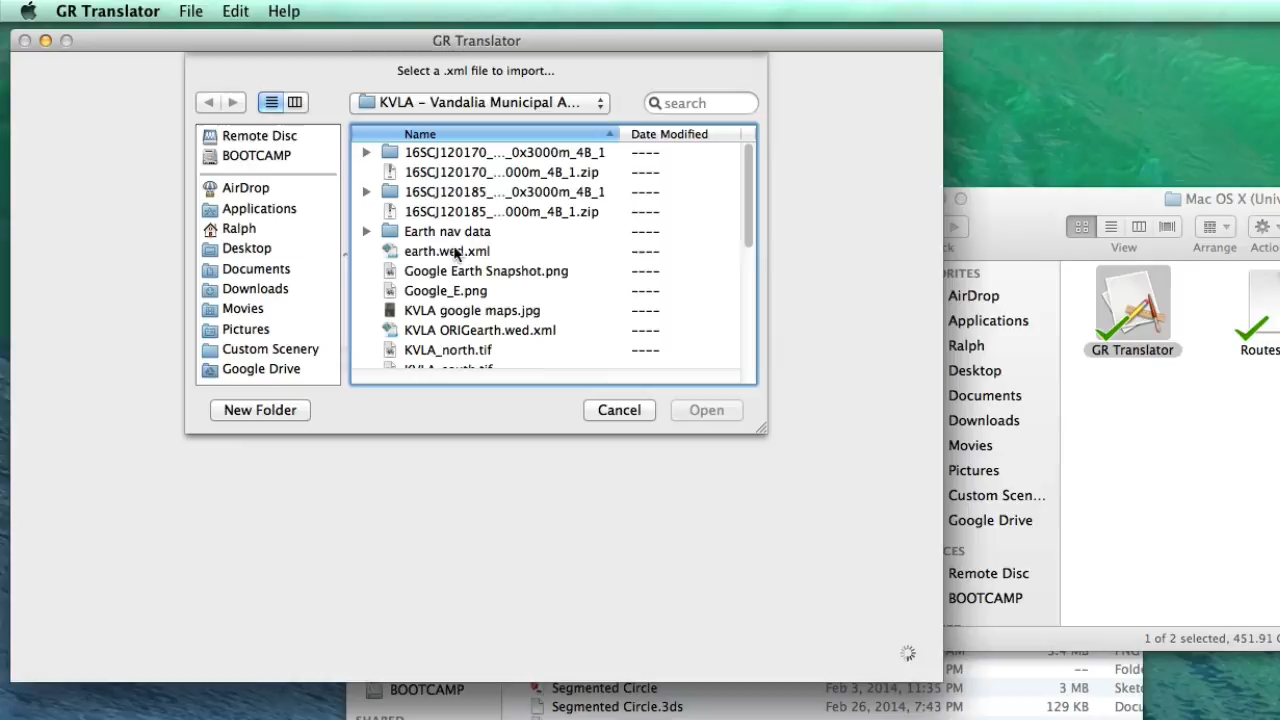 GR Translator File Edit Help
GR Translator
Select a .xml file to import...
KVLA – Vandalia Municipal A...
search
Remote Disc
BOOTCAMP
AirDrop
Applications
Ralph
Desktop
Documents
Downloads
Movies
Pictures
Custom Scenery
Google Drive
Name Date Modified
16SCJ120170_..._0x3000m_4B_1 ----
16SCJ120170_...000m_4B_1.zip ----
16SCJ120185_..._0x3000m_4B_1 ----
16SCJ120185_...000m_4B_1.zip ----
Earth nav data ----
earth.wed.xml ----
Google Earth Snapshot.png ----
Google_E.png ----
KVLA google maps.jpg ----
KVLA ORIGearth.wed.xml ----
KVLA_north.tif ----
New Folder Cancel Open
Mac OS X (Univ
View Arrange Actio
RITES
AirDrop
Applications
Ralph
Desktop
Documents
Downloads
Movies
Pictures
Custom Scen...
Google Drive
CES
Remote Disc
BOOTCAMP
GR Translator
Routes
1 of 2 selected, 451.91 G
BOOTCAMP
PM -- Folde
Segmented Circle Feb 3, 2014, 11:35 PM 3 MB Sketc
Segmented Circle.3ds Feb 26, 2014, 7:43 PM 129 KB Docu